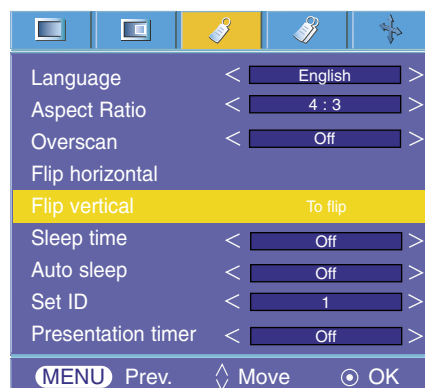 Language < English >
Aspect Ratio < 4 : 3 >
Overscan < Off >
Flip horizontal
Flip vertical To flip
Sleep time < Off >
Auto sleep < Off >
Set ID < 1 >
Presentation timer < Off >
MENU Prev. Move OK